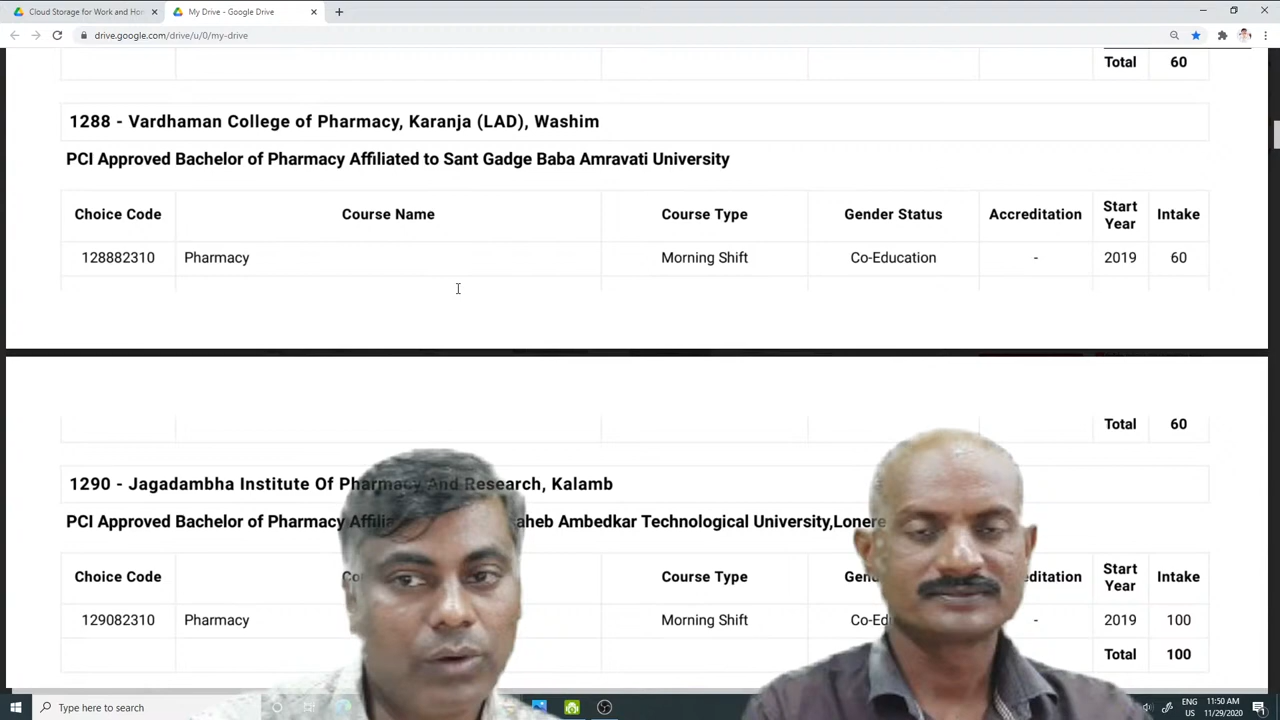 Cloud Storage for Work and Hor
My Drive - Google Drive
drive.google.com/drive/u/0/my-drive
Total 60
1288 - Vardhaman College of Pharmacy, Karanja (LAD), Washim
PCI Approved Bachelor of Pharmacy Affiliated to Sant Gadge Baba Amravati University
Choice Code Course Name Course Type Gender Status Accreditation Start Year Intake
128882310 Pharmacy Morning Shift Co-Education - 2019 60
Total 60
1290 - Jagadambha Institute Of Pharmacy And Research, Kalamb
PCI Approved Bachelor of Pharmacy Ambedkar Technological University,Lonere
Choice Code Course Type Start Year Intake
129082310 Pharmacy Morning Shift - 2019 100
Total 100
Type here to search
ENG 11:50 AM
US 11/29/2020